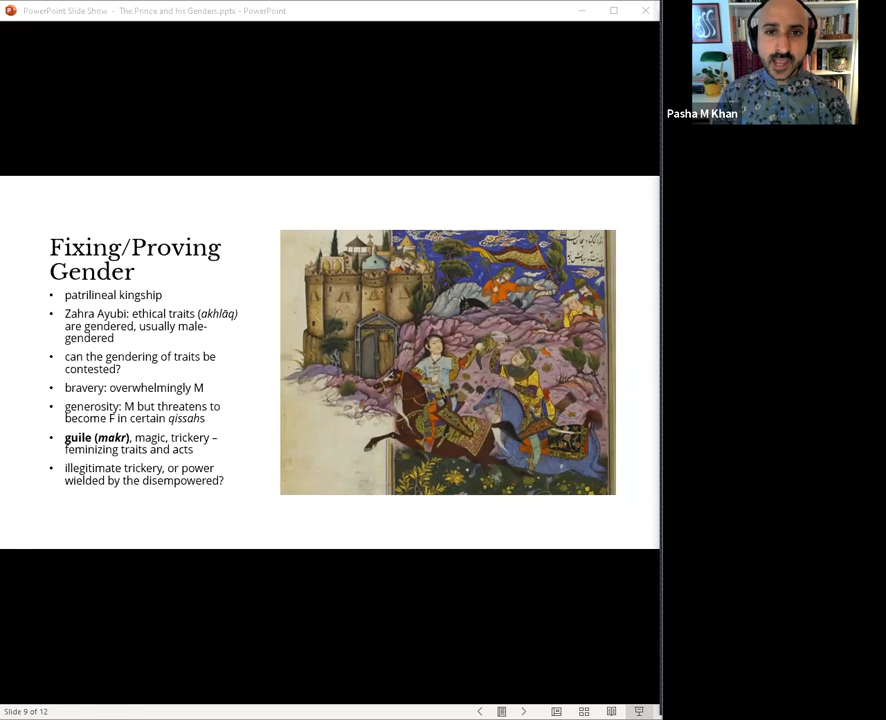 PowerPoint Slide Show - The Prince and his Genders.pptx - PowerPoint
Pasha M Khan
Fixing/Proving
Gender
• patrilineal kingship
• Zahra Ayubi: ethical traits (akhlāq)
are gendered, usually male-
gendered
• can the gendering of traits be
contested?
• bravery: overwhelmingly M
• generosity: M but threatens to
become F in certain qissahs
• guile (makr), magic, trickery –
feminizing traits and acts
• illegitimate trickery, or power
wielded by the disempowered?
Slide 9 of 12